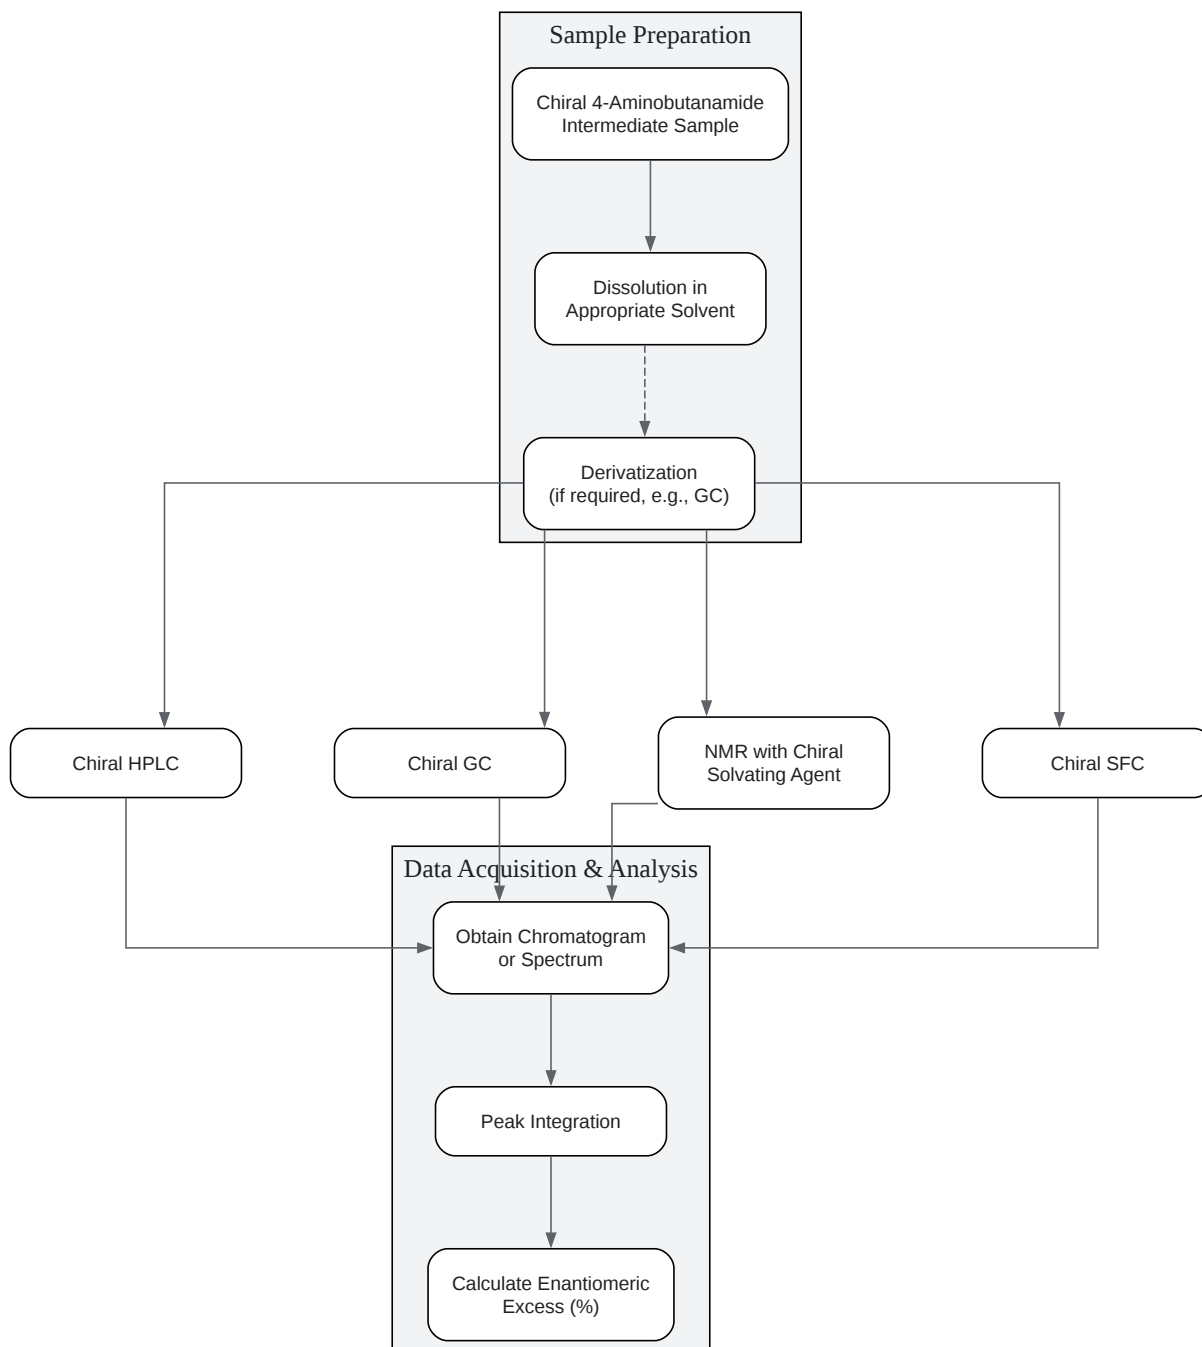 Sample Preparation
Chiral 4-Aminobutanamide
Intermediate Sample
Dissolution in
Appropriate Solvent
Derivatization
(if required, e.g., GC)
Chiral HPLC
Chiral GC
NMR with Chiral
Solvating Agent
Chiral SFC
Data Acquisition & Analysis
Obtain Chromatogram
or Spectrum
Peak Integration
Calculate Enantiomeric
Excess (%)